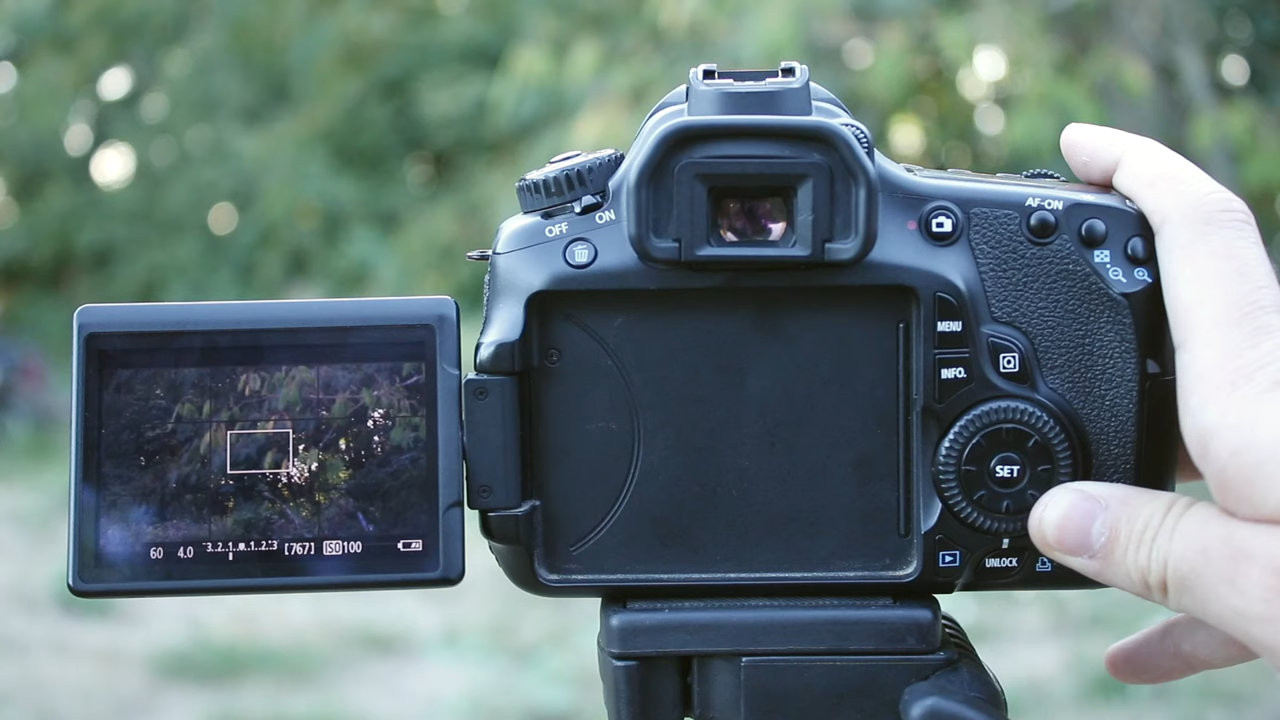 ON
OFF
AF-ON
MENU
INFO.
Q
SET
UNLOCK
60 4.0 -3..2..1..▼..1..2.:3 [767] ISO100